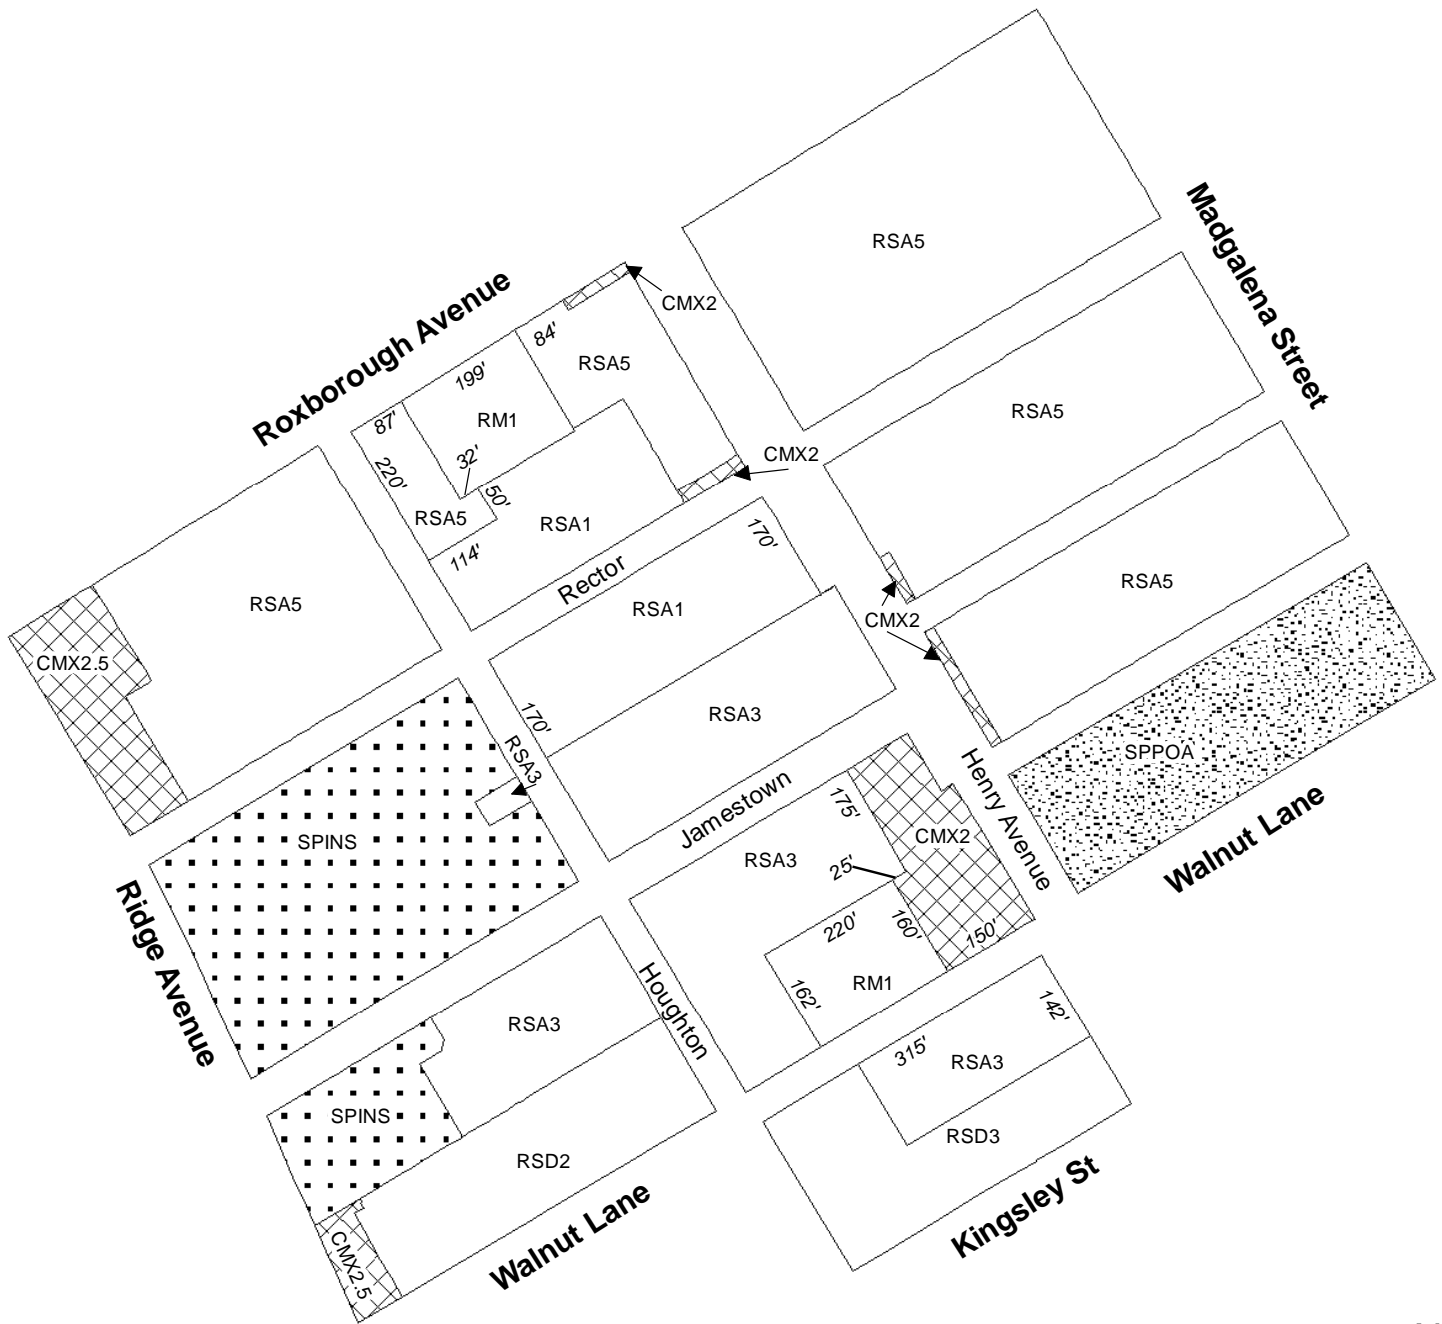 RSA5
Madgalena Street
CMX2
Roxborough Avenue
84'
RSA5
199'
87'
RM1
RSA5
32'
CMX2
220'
50'
RSA5
RSA1
170'
114'
Rector
RSA5
RSA1
RSA5
CMX2
CMX2.5
170'
RSA3
RSA3
SPPOA
Henry Avenue
Jamestown
175'
CMX2
SPINS
RSA3
25'
Walnut Lane
Ridge Avenue
220'
160'
150'
RM1
162'
Houghton
142'
RSA3
315'
RSA3
SPINS
RSD3
RSD2
Kingsley St
Walnut Lane
CMX2.5